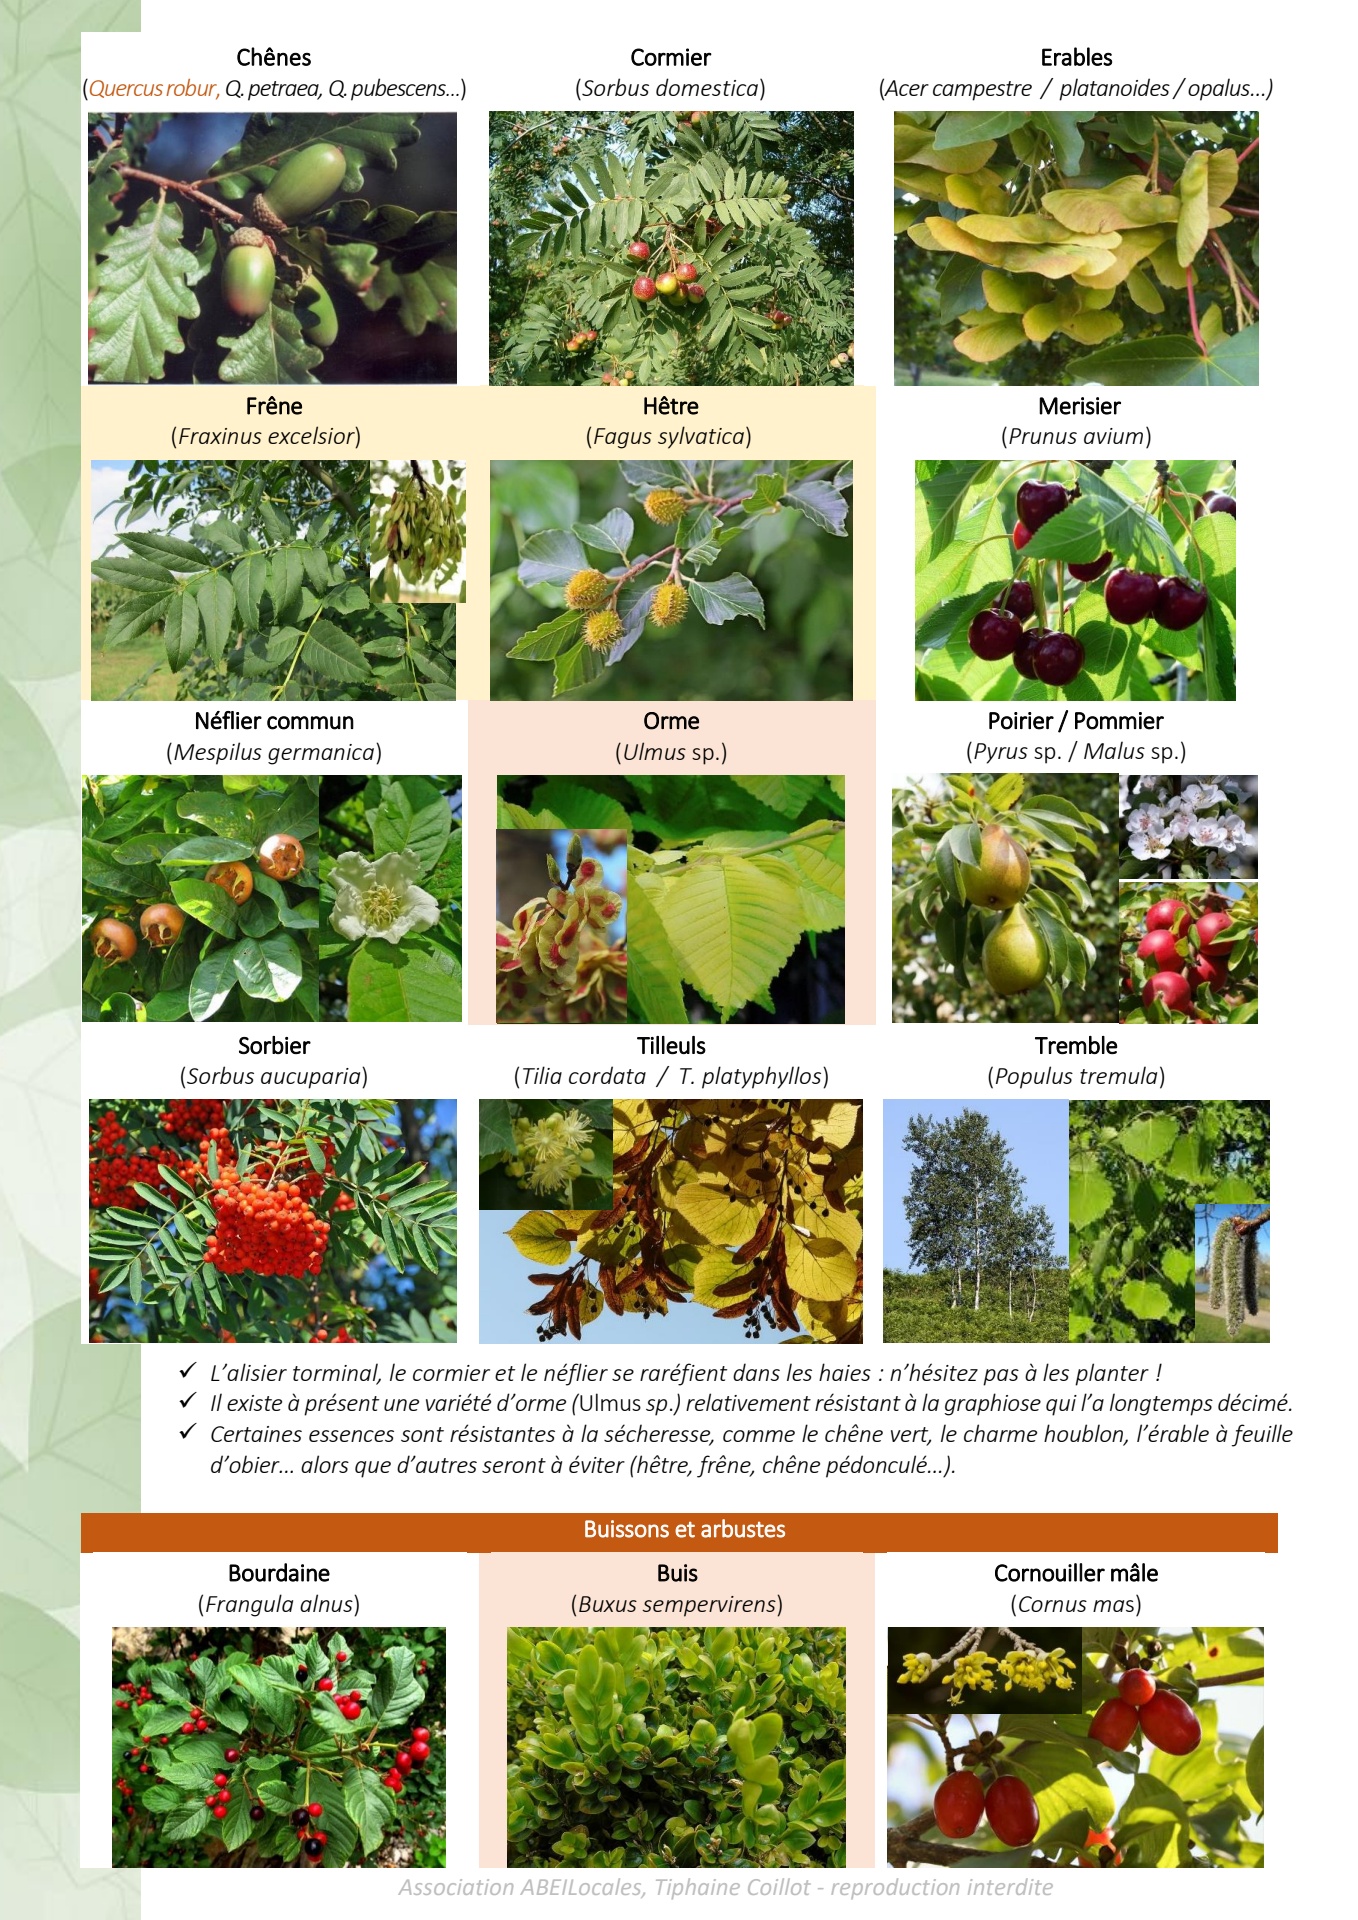 Chênes
(Quercus robur, Q. petraea, Q. pubescens...)
Cormier
(Sorbus domestica)
Erables
(Acer campestre / platanoides / opalus...)
Frêne
(Fraxinus excelsior)
Hêtre
(Fagus sylvatica)
Merisier
(Prunus avium)
Néflier commun
(Mespilus germanica)
Orme
(Ulmus sp.)
Poirier / Pommier
(Pyrus sp. / Malus sp.)
Sorbier
(Sorbus aucuparia)
Tilleuls
(Tilia cordata / T. platyphyllos)
Tremble
(Populus tremula)
✓ L’alisier torminal, le cormier et le néflier se raréfient dans les haies : n’hésitez pas à les planter !
✓ Il existe à présent une variété d’orme (Ulmus sp.) relativement résistant à la graphiose qui l’a longtemps décimé.
✓ Certaines essences sont résistantes à la sécheresse, comme le chêne vert, le charme houblon, l’érable à feuille
d’obier... alors que d’autres seront à éviter (hêtre, frêne, chêne pédonculé...).
Buissons et arbustes
Bourdaine
(Frangula alnus)
Buis
(Buxus sempervirens)
Cornouiller mâle
(Cornus mas)
Association ABEILocales, Tiphaine Coillot - reproduction interdite